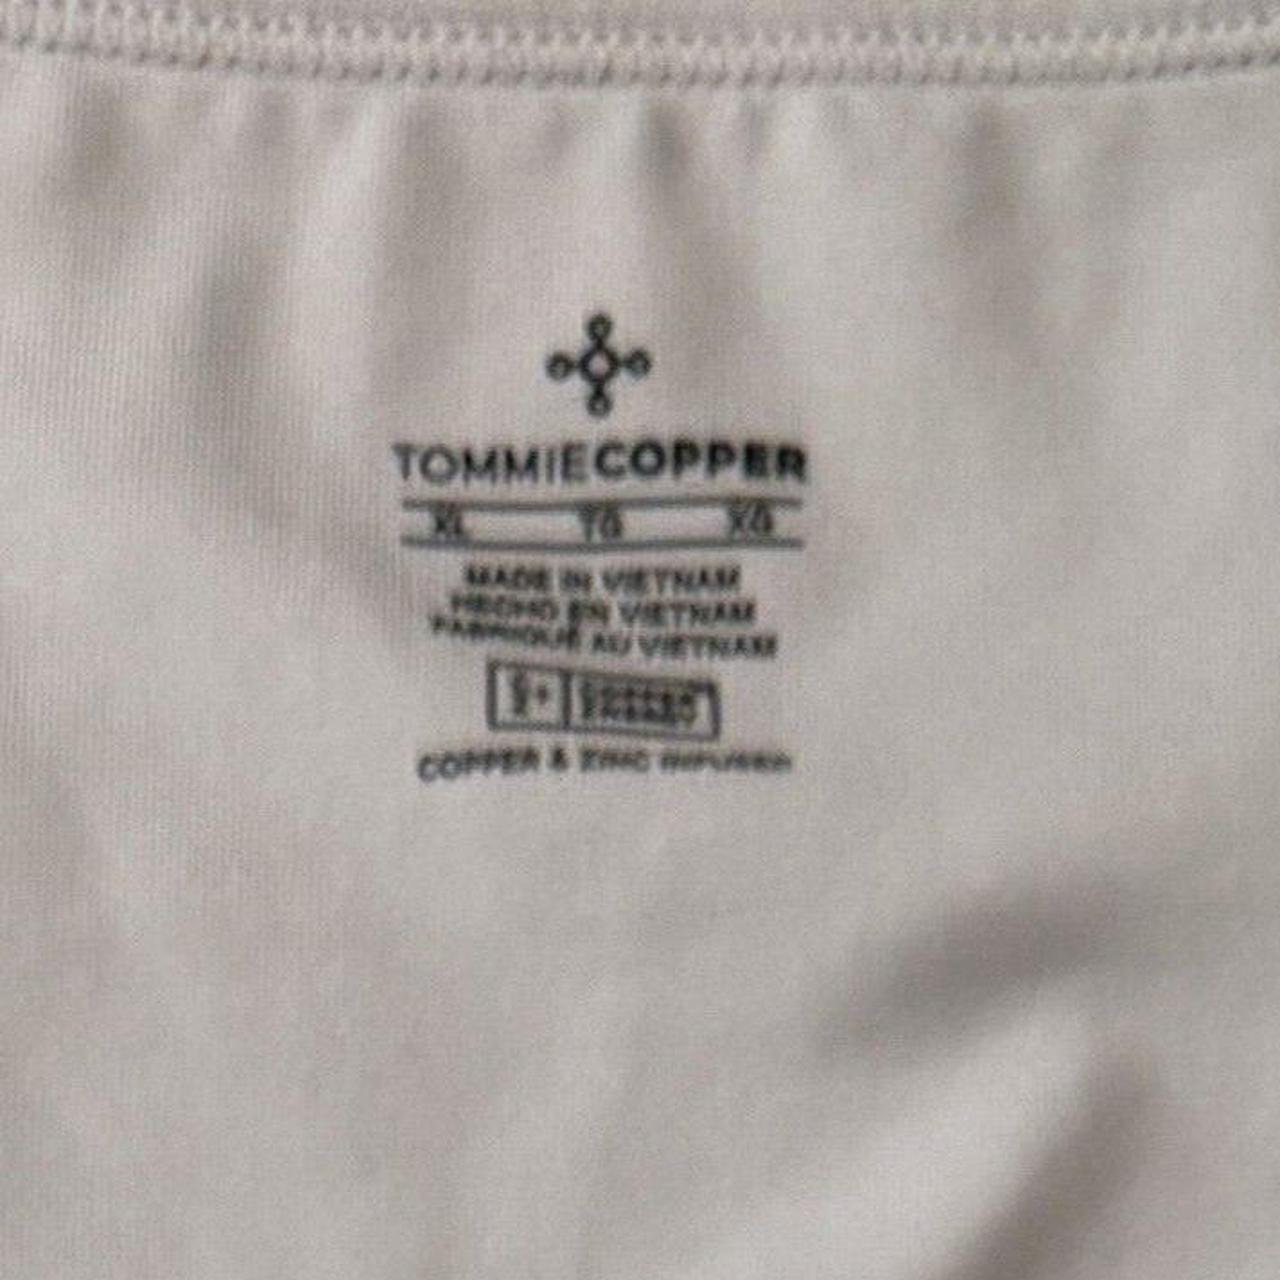 TOMMIECOPPER
XL TG XG
MADE IN VIETNAM
HECHO EN VIETNAM
FABRIQUÉ AU VIETNAM
COPPER & ZINC INFUSED